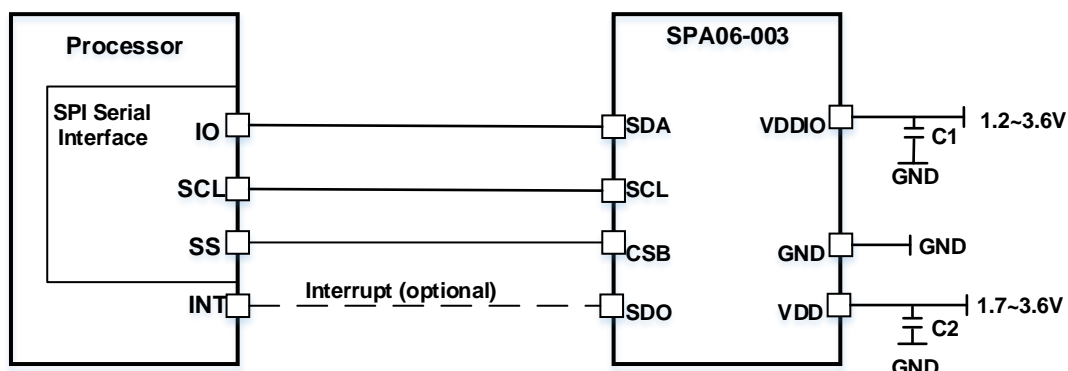 Processor
SPA06-003
SPI Serial
Interface
IO
SDA
VDDIO
1.2~3.6V
C1
GND
SCL
SCL
SS
CSB
GND
GND
INT
Interrupt (optional)
SDO
VDD
1.7~3.6V
C2
GND